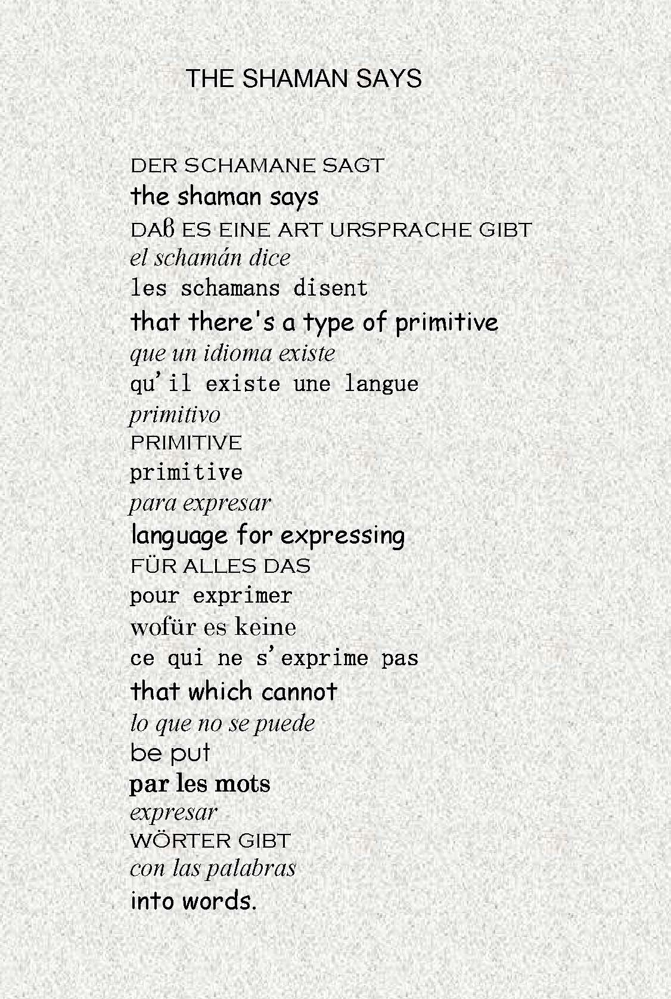 THE SHAMAN SAYS
DER SCHAMANE SAGT
the shaman says
DAß ES EINE ART URSPRACHE GIBT
el schamán dice
les schamans disent
that there's a type of primitive
que un idioma existe
qu'il existe une langue
primitivo
PRIMITIVE
primitive
para expresar
language for expressing
FÜR ALLES DAS
pour exprimer
wofür es keine
ce qui ne s'exprime pas
that which cannot
lo que no se puede
be put
par les mots
expresar
WÖRTER GIBT
con las palabras
into words.